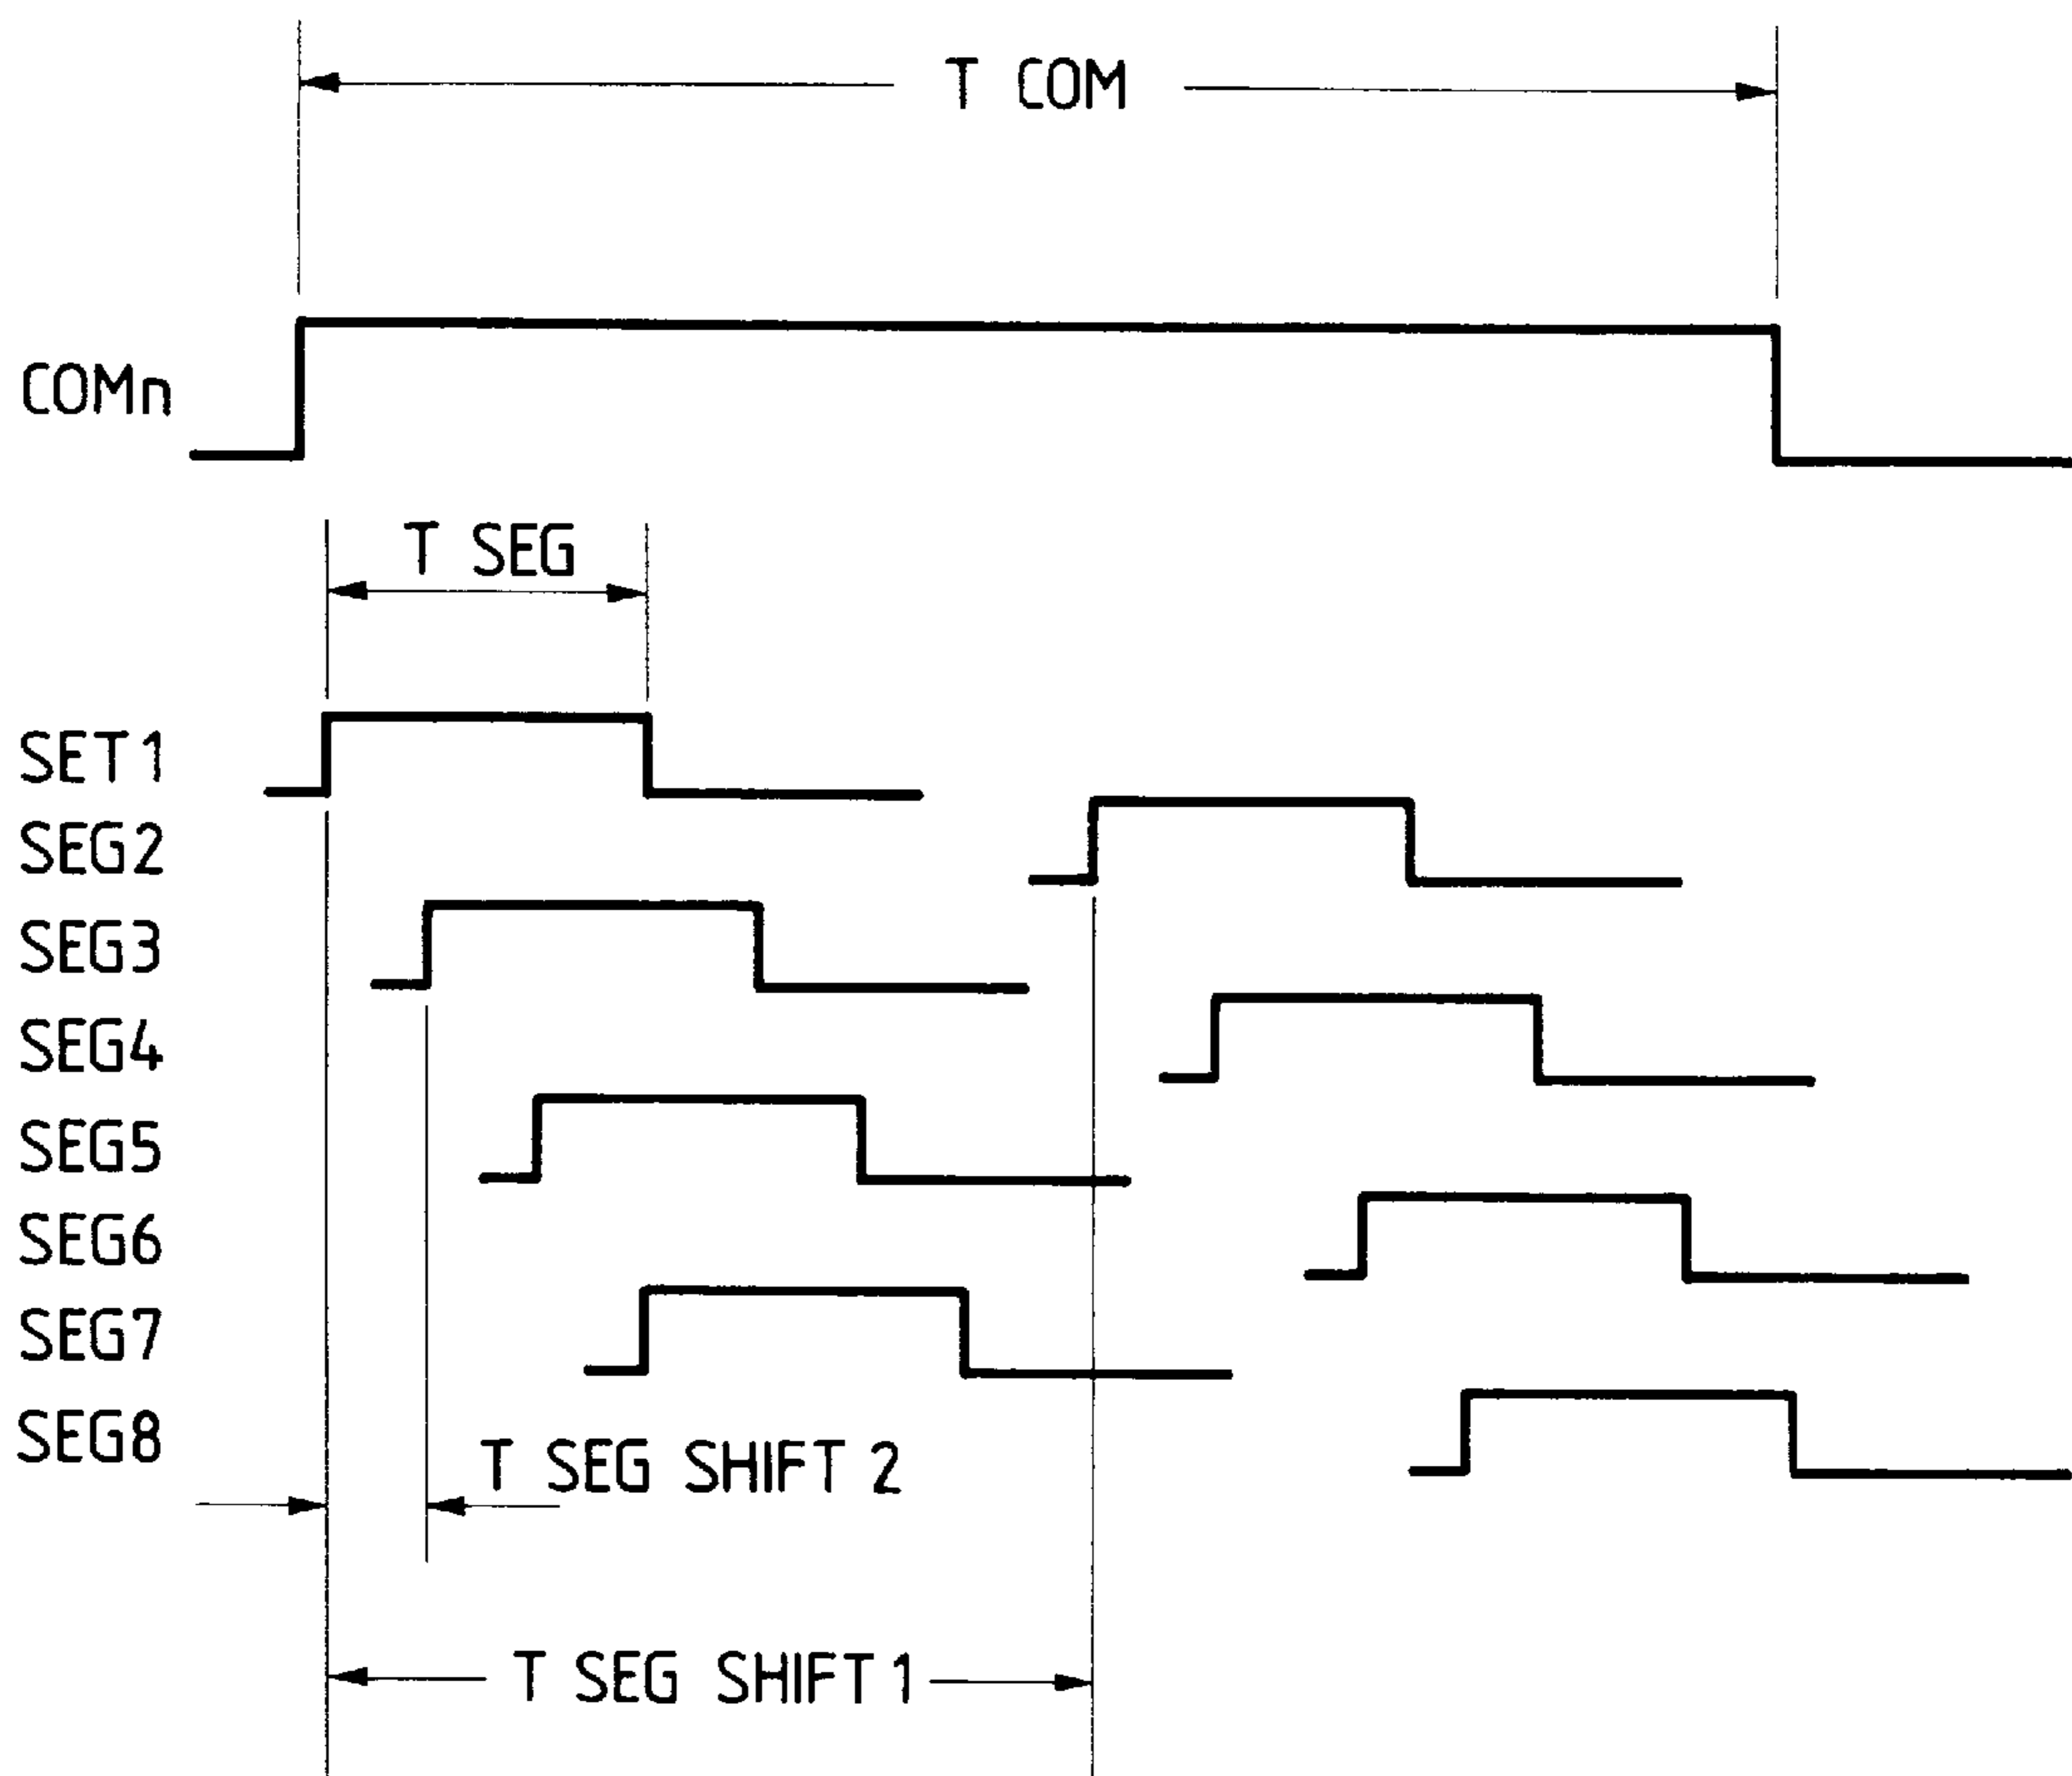 T COM
COMn
T SEG
SET1
SEG2
SEG3
SEG4
SEG5
SEG6
SEG7
SEG8
T SEG SHIFT 2
T SEG SHIFT 1